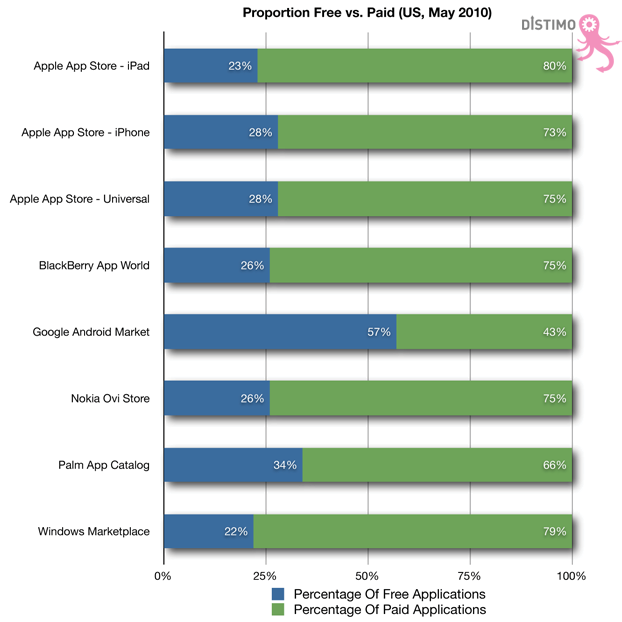 Proportion Free vs. Paid (US, May 2010)
DISTIMO
Apple App Store - iPad 23% 80%
Apple App Store - iPhone 28% 73%
Apple App Store - Universal 28% 75%
BlackBerry App World 26% 75%
Google Android Market 57% 43%
Nokia Ovi Store 26% 75%
Palm App Catalog 34% 66%
Windows Marketplace 22% 79%
0% 25% 50% 75% 100%
Percentage Of Free Applications
Percentage Of Paid Applications